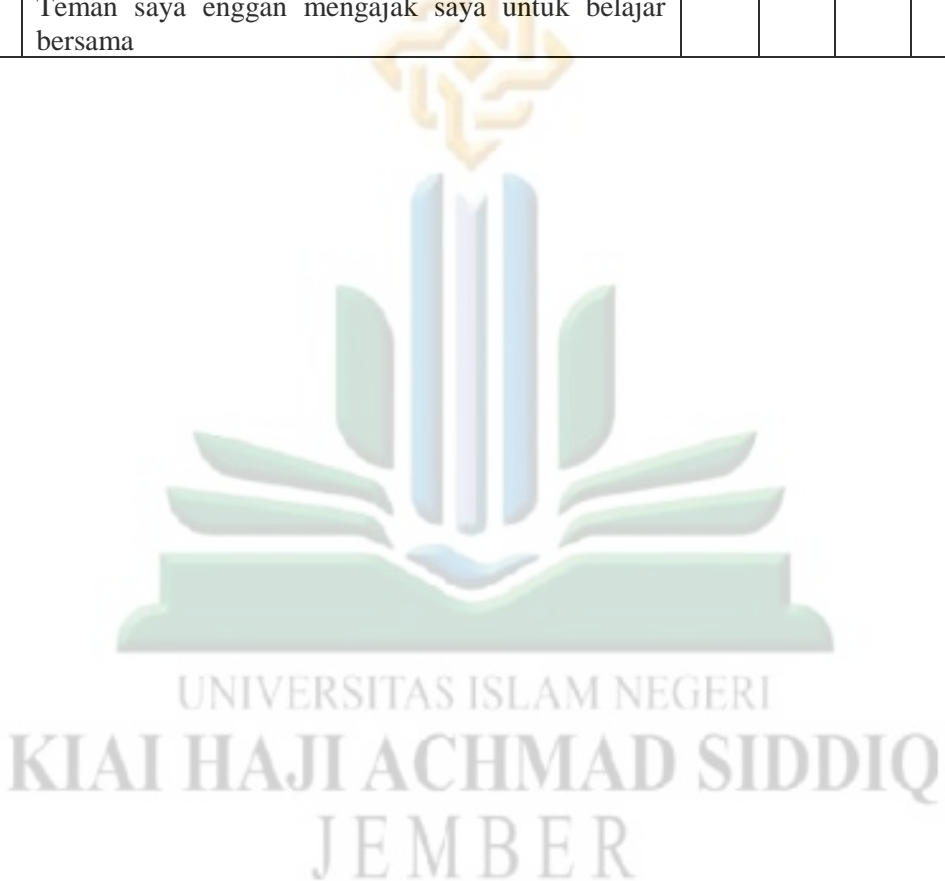 Teman saya enggan mengajak saya untuk belajar
bersama
UNIVERSITAS ISLAM NEGERI
KIAI HAJI ACHMAD SIDDIQ
JEMBER